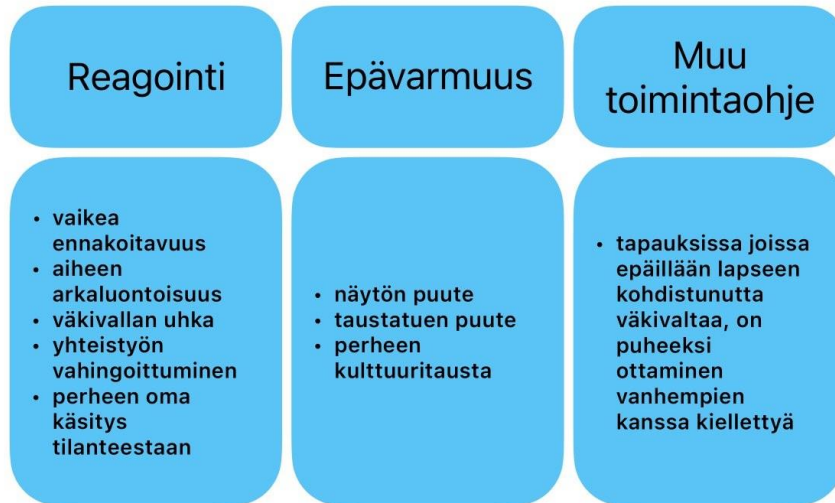 Reagointi
Epävarmuus
Muu
toimintaohje
• vaikea
ennakoitavuus
• aiheen
arkaluontoisuus
• väkivallan uhka
• yhteistyön
vahingoittuminen
• perheen oma
käsitys
tilanteestaan
• näytön puute
• taustatuen puute
• perheen
kulttuuritausta
• tapauksissa joissa
epäillään lapseen
kohdistunutta
väkivaltaa, on
puheeksi
ottaminen
vanhempien
kanssa kiellettyä